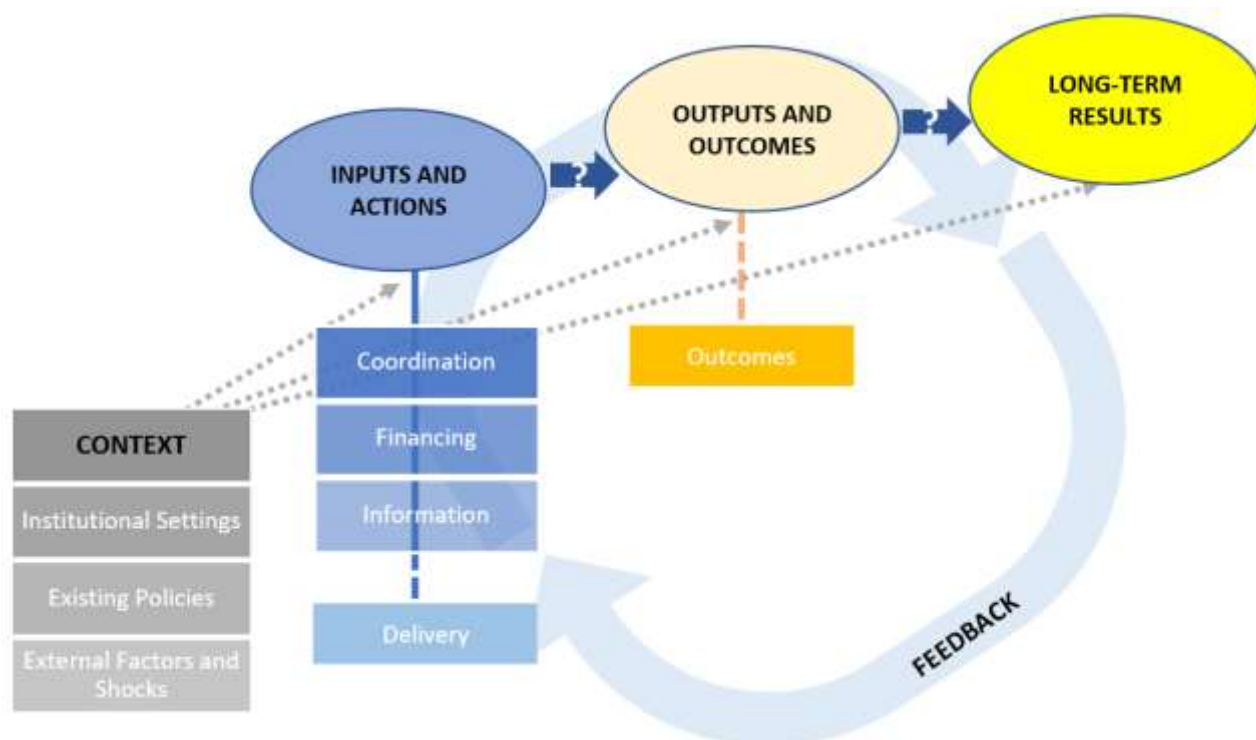 LONG-TERM
RESULTS
OUTPUTS AND
OUTCOMES
INPUTS AND
ACTIONS
?
?
Coordination
Financing
Information
Delivery
Outcomes
CONTEXT
Institutional Settings
Existing Policies
External Factors and
Shocks
FEEDBACK